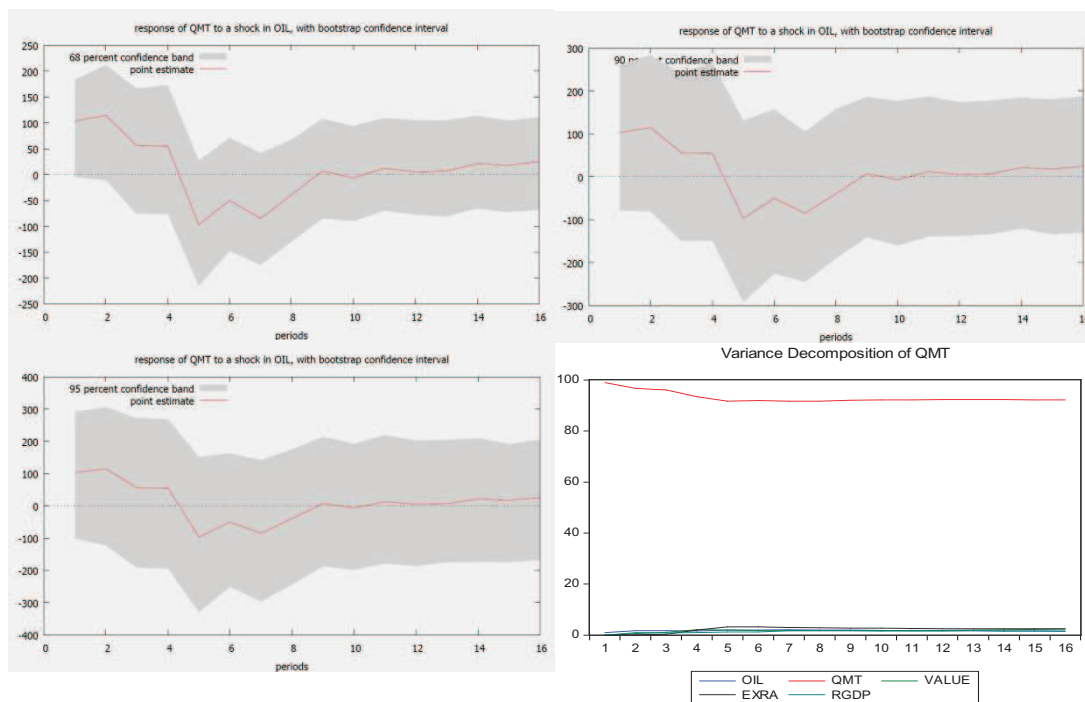 response of QMT to a shock in OIL, with bootstrap confidence interval
250
200
150
100
50
0
-50
-100
-150
-200
-250
68 percent confidence band
point estimate
0 2 4 6 8 10 12 14 16
periods
response of QMT to a shock in OIL, with bootstrap confidence interval
300
200
100
0
-100
-200
-300
90 percent confidence band
point estimate
0 2 4 6 8 10 12 14 16
periods
response of QMT to a shock in OIL, with bootstrap confidence interval
400
300
200
100
0
-100
-200
-300
-400
95 percent confidence band
point estimate
0 2 4 6 8 10 12 14 16
periods
Variance Decomposition of QMT
100
80
60
40
20
0
1 2 3 4 5 6 7 8 9 10 11 12 13 14 15 16
OIL QMT VALUE
EXRA RGDP